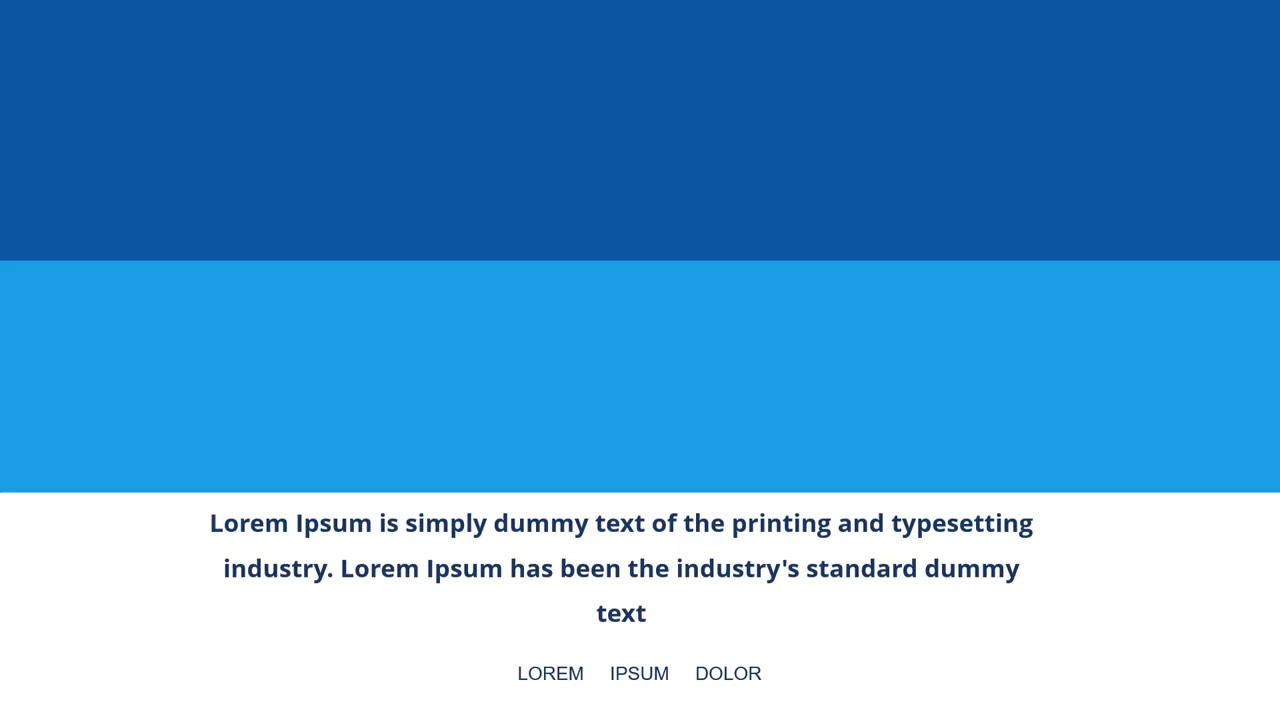 Lorem Ipsum is simply dummy text of the printing and typesetting
industry. Lorem Ipsum has been the industry's standard dummy
text
LOREM IPSUM DOLOR